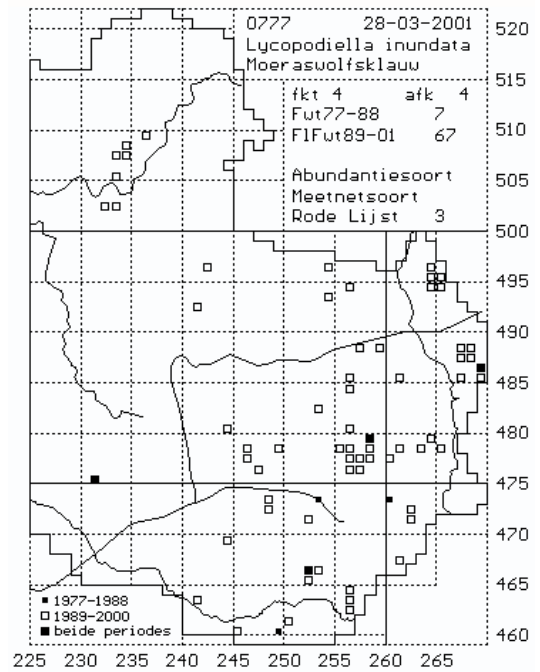 0777 28-03-2001
Lycopodiella inundata
Moeraswolfsklauw
fkt 4 afk 4
Fwt77-88 7
FlFwt89-01 67
Abundantiesoort
Meetnetsoort
Rode Lijst 3
520
515
510
505
500
495
490
485
480
475
470
465
460
1977-1988
1989-2000
beide periodes
225 230 235 240 245 250 255 260 265